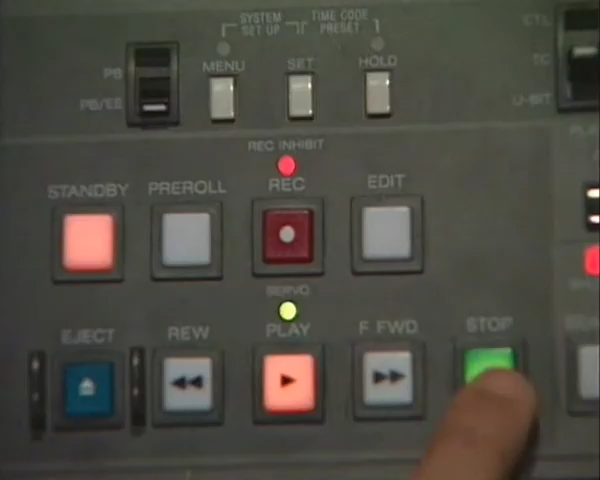 SYSTEM SET UP
TIME CODE PRESET
MENU SET HOLD
CTL
PB
TC
PB/EE
U-BIT
REC INHIBIT
STANDBY PREROLL REC EDIT
SERVO
EJECT REW PLAY F FWD STOP